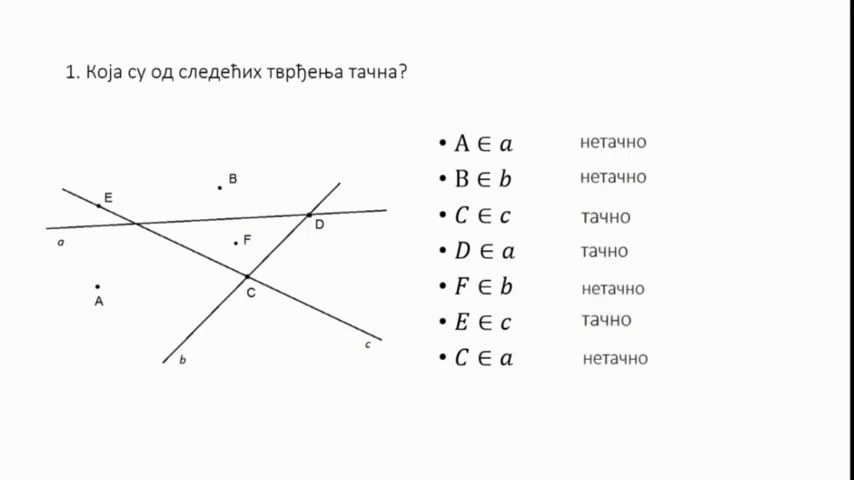 1. Која су од следећих тврђења тачна?
• A ∈ a нетачно
• B ∈ b нетачно
• C ∈ c тачно
• D ∈ a тачно
• F ∈ b нетачно
• E ∈ c тачно
• C ∈ a нетачно
B
E
D
a
F
A
C
c
b